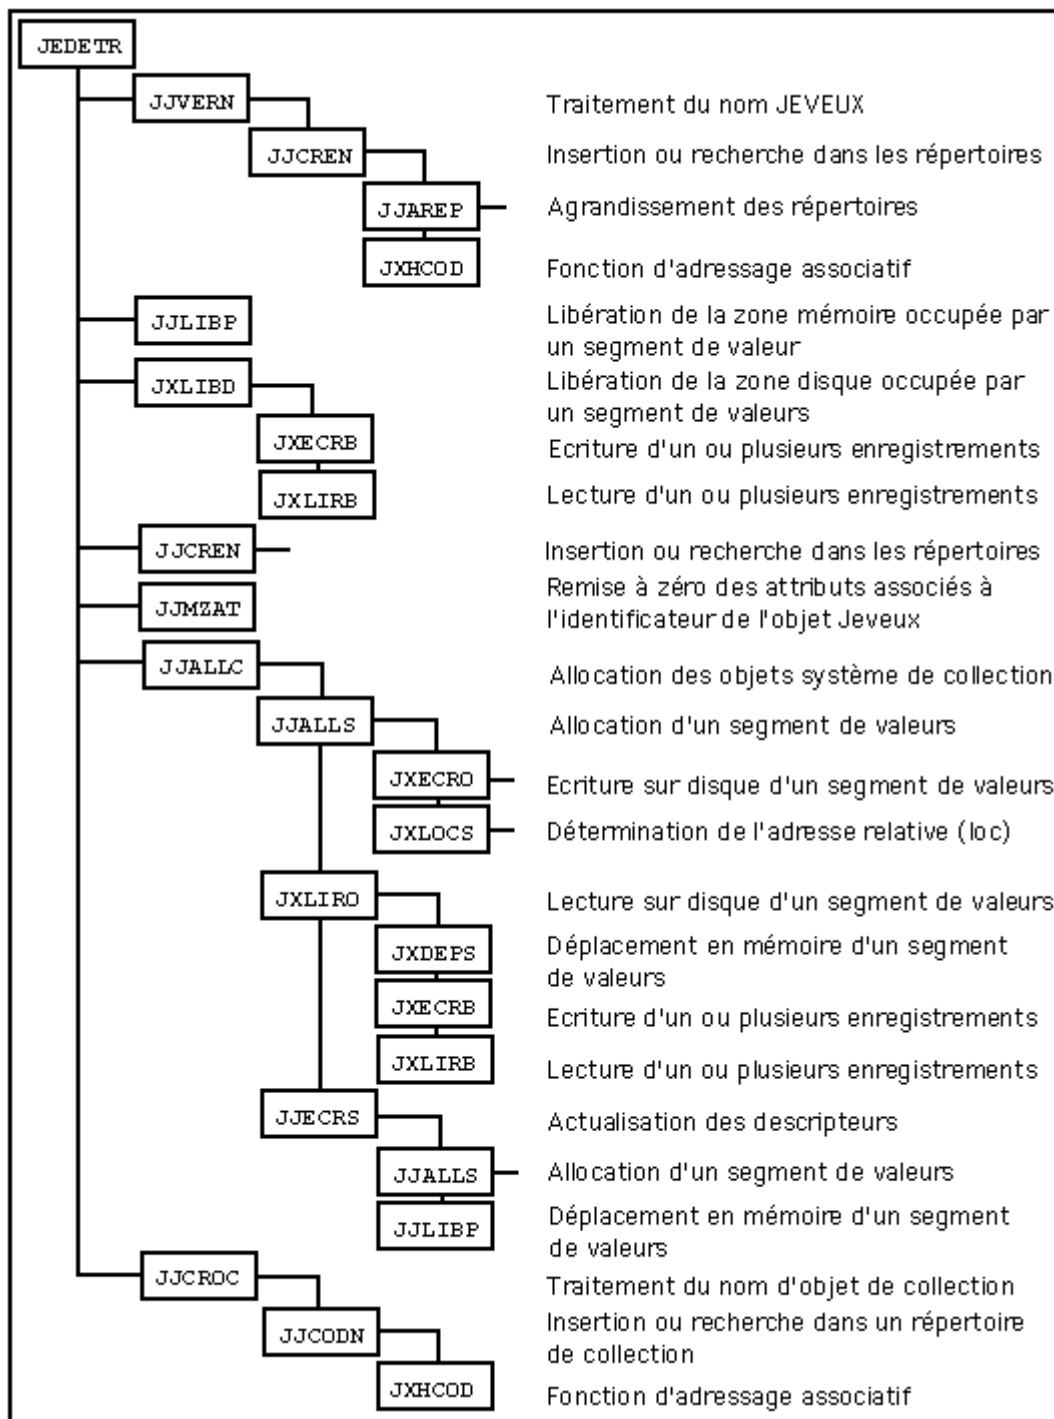 JEDETR
JJVERN Traitement du nom JEVEUX
JJCREN Insertion ou recherche dans les répertoires
JJAREP Agrandissement des répertoires
JXHCOD Fonction d'adressage associatif
JJLIBP Libération de la zone mémoire occupée par
un segment de valeur
JXLIBD Libération de la zone disque occupée par
un segment de valeurs
JXECRB Ecriture d'un ou plusieurs enregistrements
JXLIRB Lecture d'un ou plusieurs enregistrements
JJCREN Insertion ou recherche dans les répertoires
JJMZAT Remise à zéro des attributs associés à
l'identificateur de l'objet Jeveux
JJALLC Allocation des objets système de collection
JJALLS Allocation d'un segment de valeurs
JXECRO Ecriture sur disque d'un segment de valeurs
JXLOCS Détermination de l'adresse relative (loc)
JXLIRO Lecture sur disque d'un segment de valeurs
JXDEPS Déplacement en mémoire d'un segment
de valeurs
JXECRB Ecriture d'un ou plusieurs enregistrements
JXLIRB Lecture d'un ou plusieurs enregistrements
JJECRS Actualisation des descripteurs
JJALLS Allocation d'un segment de valeurs
JJLIBP Déplacement en mémoire d'un segment
de valeurs
JJCROC Traitement du nom d'objet de collection
JJCODN Insertion ou recherche dans un répertoire
de collection
JXHCOD Fonction d'adressage associatif